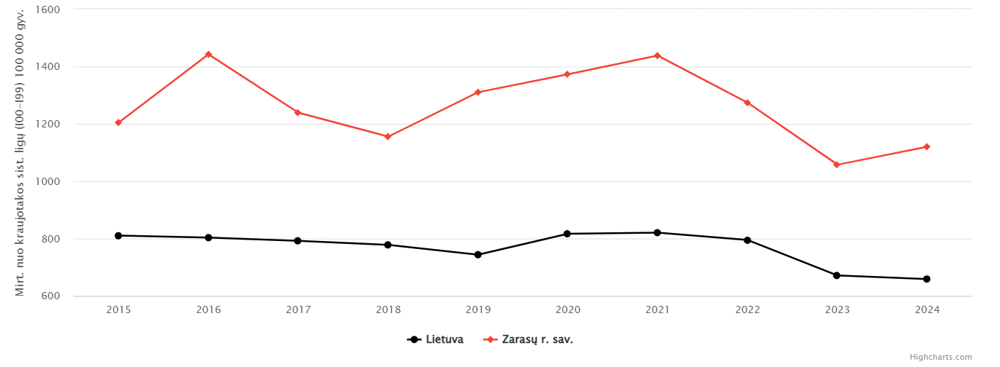 Mirt. nuo kraujotakos sist. ligų (I00-I99) 100 000 gyv.
1600
1400
1200
1000
800
600
2015 2016 2017 2018 2019 2020 2021 2022 2023 2024
Lietuva Zarasų r. sav.
Highcharts.com